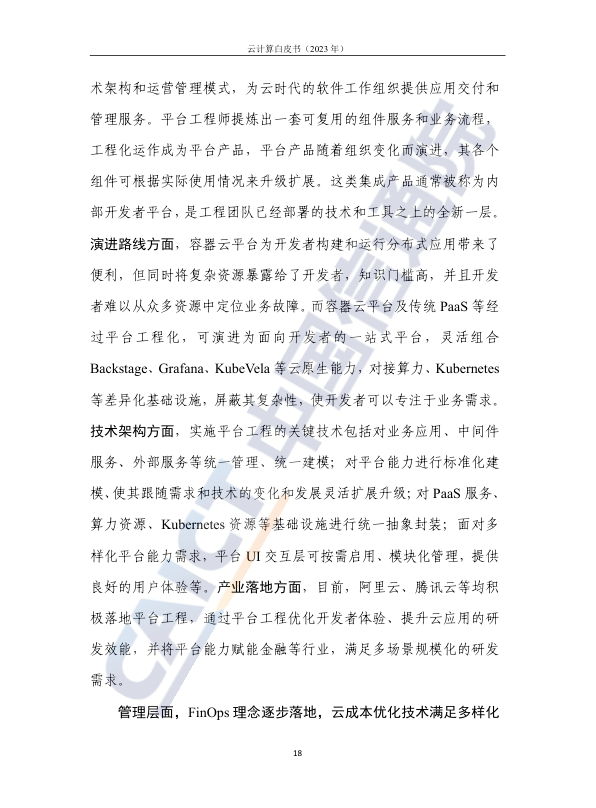 云计算白皮书（2023 年）
术架构和运营管理模式，为云时代的软件工作组织提供应用交付和
管理服务。平台工程师提炼出一套可复用的组件服务和业务流程，
工程化运作成为平台产品，平台产品随着组织变化而演进，其各个
组件可根据实际使用情况来升级扩展。这类集成产品通常被称为内
部开发者平台，是工程团队已经部署的技术和工具之上的全新一层。
演进路线方面，容器云平台为开发者构建和运行分布式应用带来了
便利，但同时将复杂资源暴露给了开发者，知识门槛高，并且开发
者难以从众多资源中定位业务故障。而容器云平台及传统 PaaS 等经
过平台工程化，可演进为面向开发者的一站式平台，灵活组合
Backstage、Grafana、KubeVela 等云原生能力，对接算力、Kubernetes
等差异化基础设施，屏蔽其复杂性，使开发者可以专注于业务需求。
技术架构方面，实施平台工程的关键技术包括对业务应用、中间件
服务、外部服务等统一管理、统一建模；对平台能力进行标准化建
模、使其跟随需求和技术的变化和发展灵活扩展升级；对 PaaS 服务、
算力资源、Kubernetes 资源等基础设施进行统一抽象封装；面对多
样化平台能力需求，平台 UI 交互层可按需启用、模块化管理，提供
良好的用户体验等。产业落地方面，目前，阿里云、腾讯云等均积
极落地平台工程，通过平台工程优化开发者体验、提升云应用的研
发效能，并将平台能力赋能金融等行业，满足多场景规模化的研发
需求。
管理层面，FinOps 理念逐步落地，云成本优化技术满足多样化
18
CAICT 中国信通院